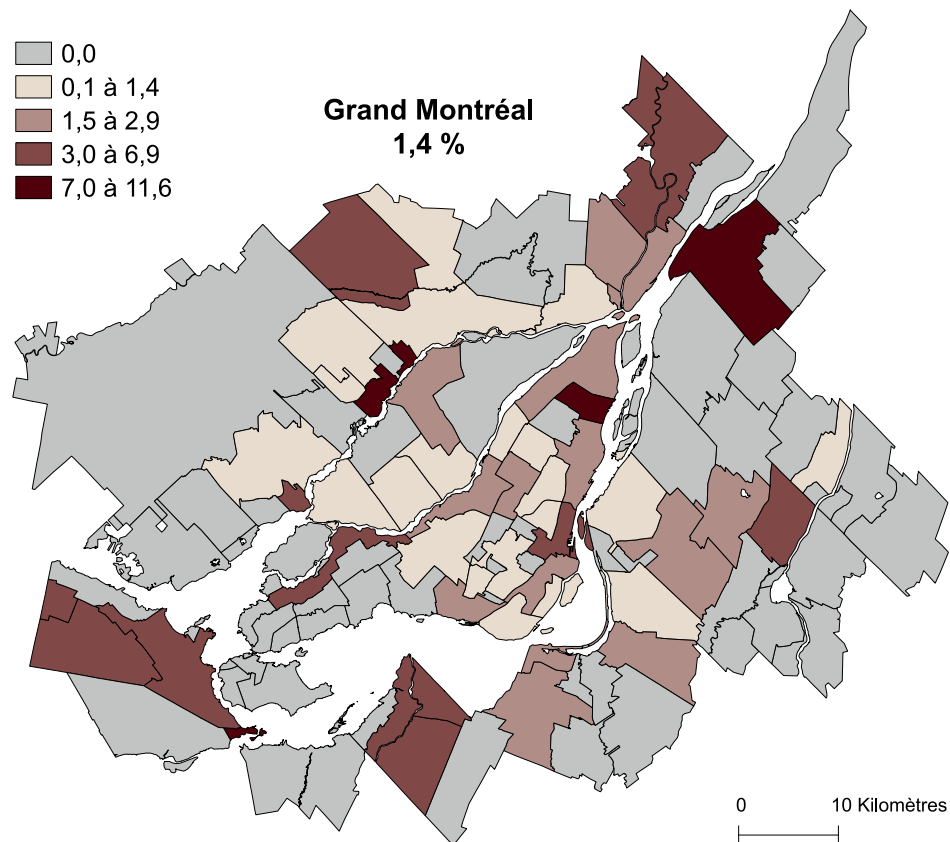 0,0
0,1 à 1,4
1,5 à 2,9
3,0 à 6,9
7,0 à 11,6
Grand Montréal
1,4 %
0 10 Kilomètres